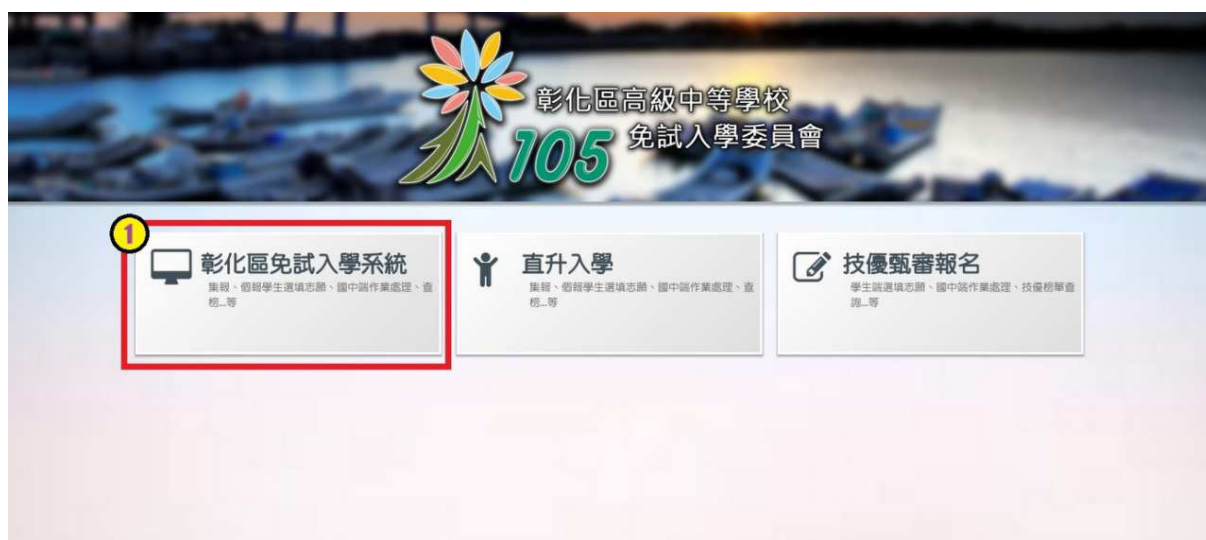 彰化區高級中等學校
105 免試入學委員會
1
彰化區免試入學系統
集報、個報學生選填志願、國中端作業處理、查
榜...等
直升入學
集報、個報學生選填志願、國中端作業處理、查
榜...等
技優甄審報名
學生端選填志願、國中端作業處理、技優榜單查
詢...等